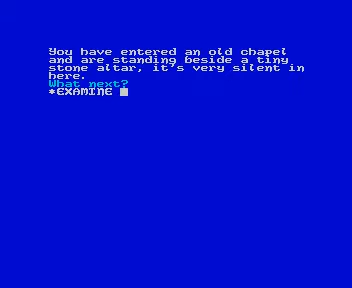 You have entered an old chapel
and are standing beside a tiny
stone altar, it's very silent in
here.
What next?
*EXAMINE